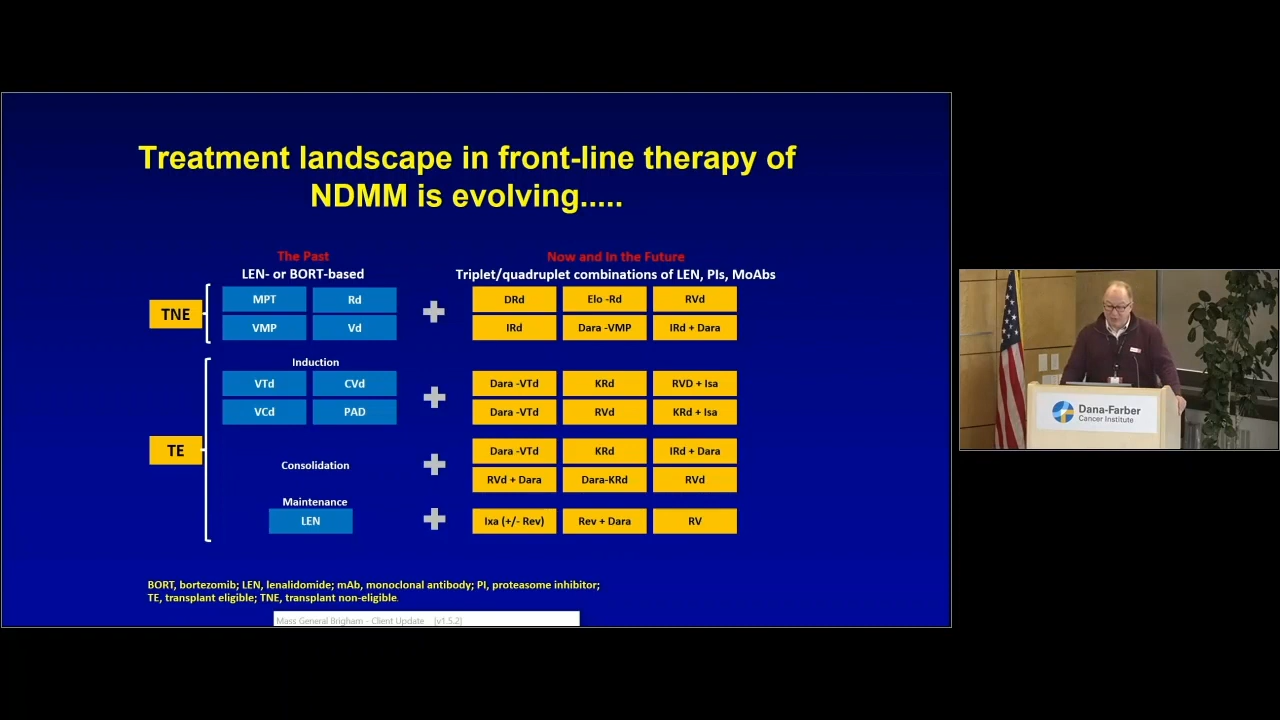 Treatment landscape in front-line therapy of
NDMM is evolving.....
The Past
LEN- or BORT-based
Now and In the Future
Triplet/quadruplet combinations of LEN, PIs, MoAbs
TNE
MPT Rd
VMP Vd
DRd Elo -Rd RVd
IRd Dara -VMP IRd + Dara
TE
Induction
VTd CVd
VCd PAD
Dara -VTd KRd RVD + Isa
Dara -VTd RVd KRd + Isa
Consolidation
Dara -VTd KRd IRd + Dara
RVd + Dara Dara-KRd RVd
Maintenance
LEN
Ixa (+/- Rev) Rev + Dara RV
BORT, bortezomib; LEN, lenalidomide; mAb, monoclonal antibody; PI, proteasome inhibitor;
TE, transplant eligible; TNE, transplant non-eligible.
Mass General Brigham - Client Update [v1.5.2]
Dana-Farber
Cancer Institute